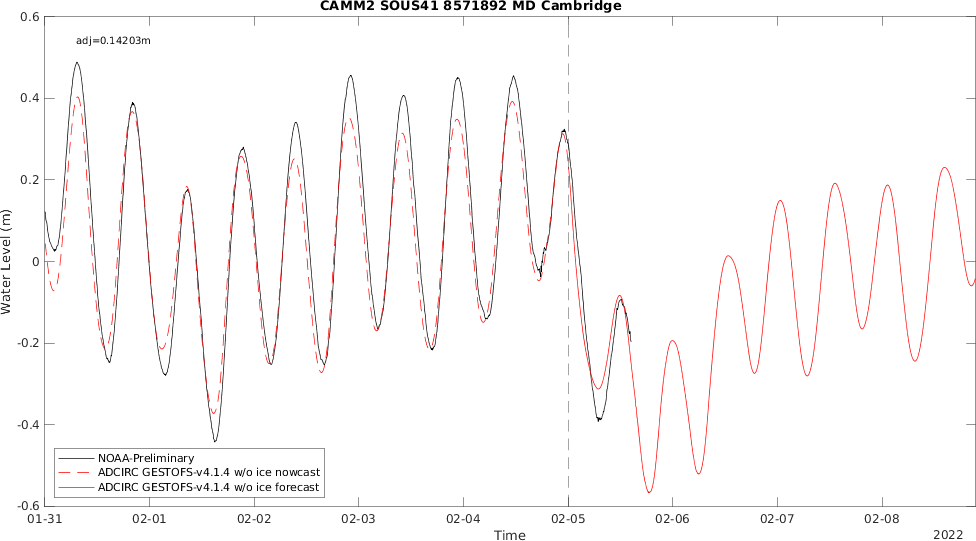 CAMM2 SOUS41 8571892 MD Cambridge
adj=0.14203m
0.6
0.4
0.2
0
-0.2
-0.4
-0.6
Water Level (m)
NOAA-Preliminary
ADCIRC GESTOFS-v4.1.4 w/o ice nowcast
ADCIRC GESTOFS-v4.1.4 w/o ice forecast
01-31 02-01 02-02 02-03 02-04 02-05 02-06 02-07 02-08
Time
2022